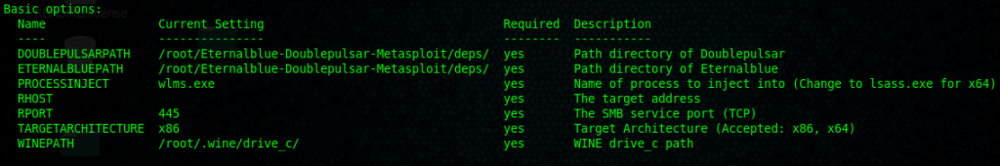 Basic options:
Name Current Setting Required Description
---- --------------- -------- -----------
DOUBLEPULSARPATH /root/Eternalblue-Doublepulsar-Metasploit/deps/ yes Path directory of Doublepulsar
ETERNALBLUEPATH /root/Eternalblue-Doublepulsar-Metasploit/deps/ yes Path directory of Eternalblue
PROCESSINJECT wlms.exe yes Name of process to inject into (Change to lsass.exe for x64)
RHOST yes The target address
RPORT 445 yes The SMB service port (TCP)
TARGETARCHITECTURE x86 yes Target Architecture (Accepted: x86, x64)
WINEPATH /root/.wine/drive_c/ yes WINE drive_c path